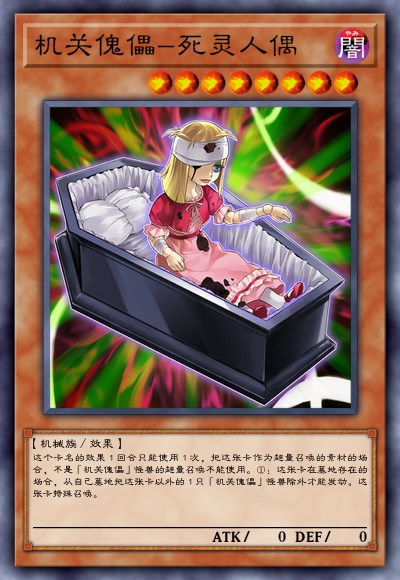 机关傀儡-死灵人偶
やみ
闇
【机械族/效果】
这个卡名的效果1回合只能使用1次，把这张卡作为超量召唤的素材的场
合，不是「机关傀儡」怪兽的超量召唤不能使用。①：这张卡在墓地存在的
场合，从自己墓地把这张卡以外的1只「机关傀儡」怪兽除外才能发动。这
张卡特殊召唤。
ATK/ 0 DEF/ 0